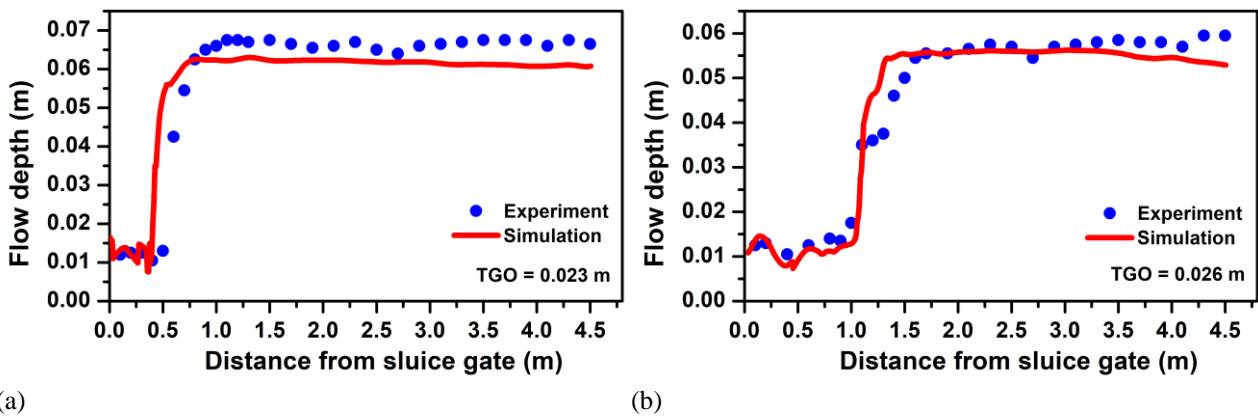 0.07
0.06
0.05
0.04
0.03
0.02
0.01
0.00
Flow depth (m)
Experiment
Simulation
TGO = 0.023 m
0.0 0.5 1.0 1.5 2.0 2.5 3.0 3.5 4.0 4.5
Distance from sluice gate (m)
(a)
0.06
0.05
0.04
0.03
0.02
0.01
0.00
Flow depth (m)
Experiment
Simulation
TGO = 0.026 m
0.0 0.5 1.0 1.5 2.0 2.5 3.0 3.5 4.0 4.5
Distance from sluice gate (m)
(b)